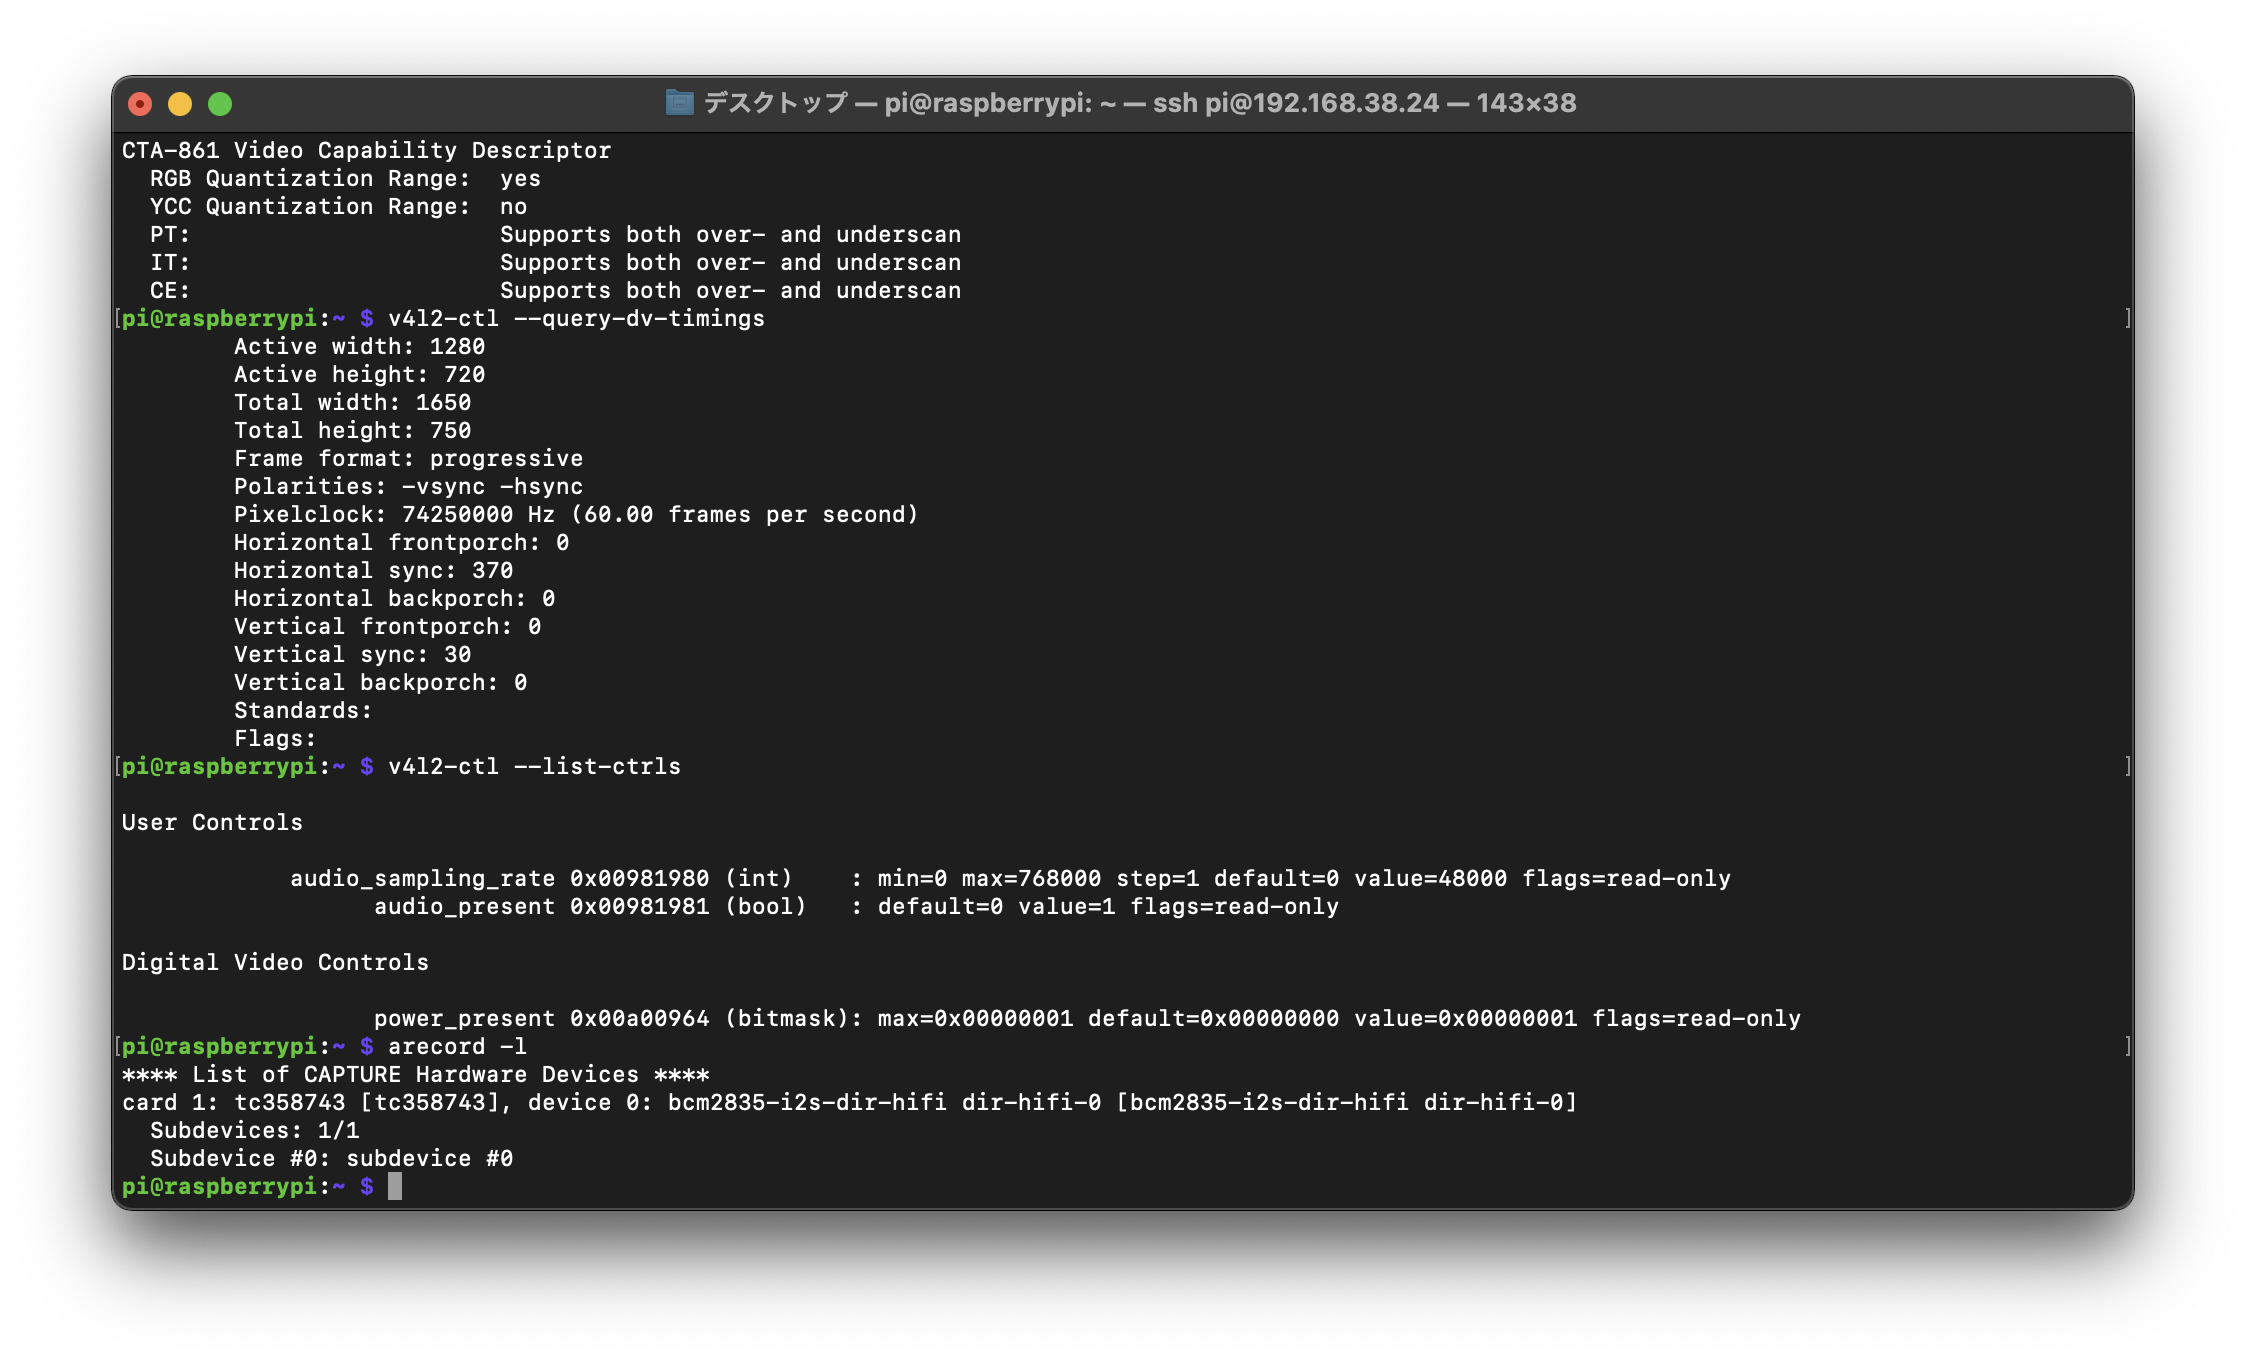 デスクトップ — pi@raspberrypi: ~ — ssh pi@192.168.38.24 — 143×38
CTA-861 Video Capability Descriptor
  RGB Quantization Range:  yes
  YCC Quantization Range:  no
  PT:                      Supports both over- and underscan
  IT:                      Supports both over- and underscan
  CE:                      Supports both over- and underscan
[pi@raspberrypi:~ $ v4l2-ctl --query-dv-timings ]
        Active width: 1280
        Active height: 720
        Total width: 1650
        Total height: 750
        Frame format: progressive
        Polarities: -vsync -hsync
        Pixelclock: 74250000 Hz (60.00 frames per second)
        Horizontal frontporch: 0
        Horizontal sync: 370
        Horizontal backporch: 0
        Vertical frontporch: 0
        Vertical sync: 30
        Vertical backporch: 0
        Standards:
        Flags:
[pi@raspberrypi:~ $ v4l2-ctl --list-ctrls ]
User Controls
            audio_sampling_rate 0x00981980 (int)    : min=0 max=768000 step=1 default=0 value=48000 flags=read-only
                  audio_present 0x00981981 (bool)   : default=0 value=1 flags=read-only
Digital Video Controls
                  power_present 0x00a00964 (bitmask): max=0x00000001 default=0x00000000 value=0x00000001 flags=read-only
[pi@raspberrypi:~ $ arecord -l ]
**** List of CAPTURE Hardware Devices ****
card 1: tc358743 [tc358743], device 0: bcm2835-i2s-dir-hifi dir-hifi-0 [bcm2835-i2s-dir-hifi dir-hifi-0]
  Subdevices: 1/1
  Subdevice #0: subdevice #0
pi@raspberrypi:~ $